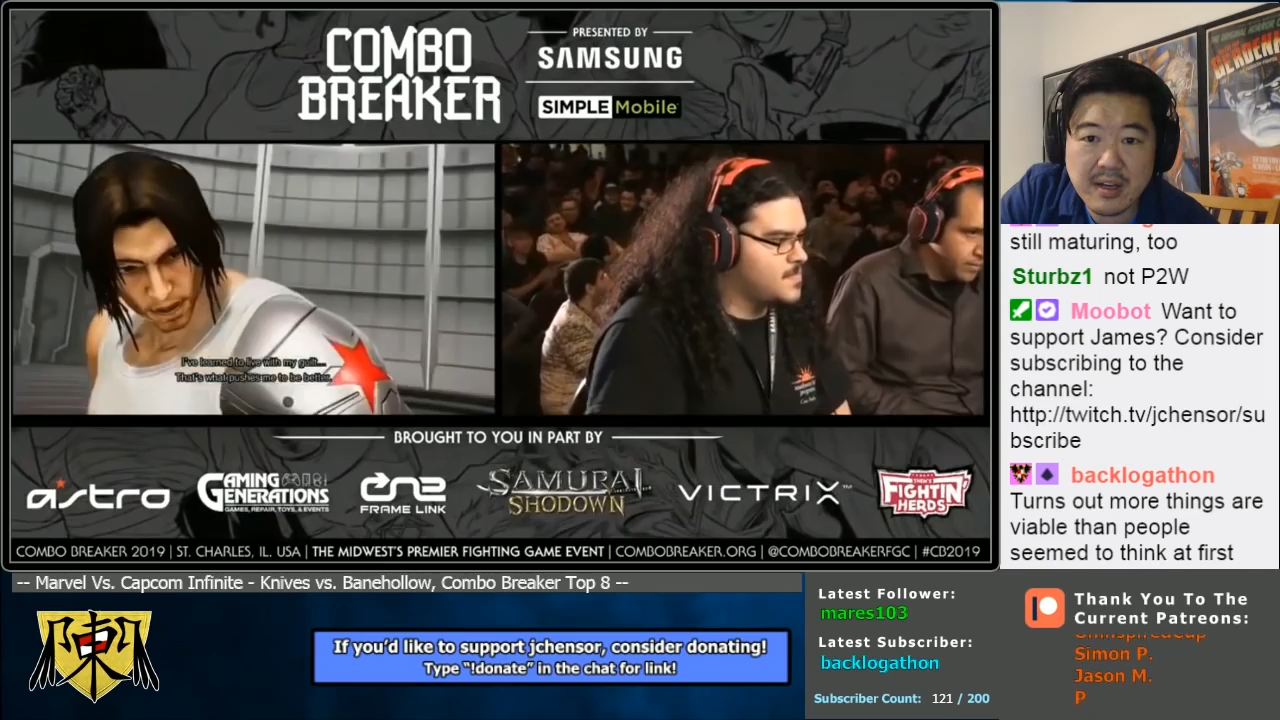 COMBO
BREAKER
PRESENTED BY
SAMSUNG
SIMPLE Mobile
I've learned to live with my guilt...
That's what pushes me to be better.
BROUGHT TO YOU IN PART BY
astro
GAMING
GENERATIONS
GAMES, REPAIR, TOYS, & EVENTS
FRAME LINK
SAMURAI
SHODOWN
VICTRIX™
THEM'S
FIGHTIN'
HERDS
COMBO BREAKER 2019 | ST. CHARLES, IL. USA | THE MIDWEST'S PREMIER FIGHTING GAME EVENT | COMBOBREAKER.ORG | @COMBOBREAKERFGC | #CB2019
still maturing, too
Sturbz1 not P2W
Moobot Want to
support James? Consider
subscribing to the
channel:
http://twitch.tv/jchensor/su
bscribe
backlogathon
Turns out more things are
viable than people
seemed to think at first
-- Marvel Vs. Capcom Infinite - Knives vs. Banehollow, Combo Breaker Top 8 --
If you'd like to support jchensor, consider donating!
Type "!donate" in the chat for link!
Latest Follower:
mares103
Latest Subscriber:
backlogathon
Subscriber Count: 121 / 200
Thank You To The
Current Patreons:
Simon P.
Jason M.
P